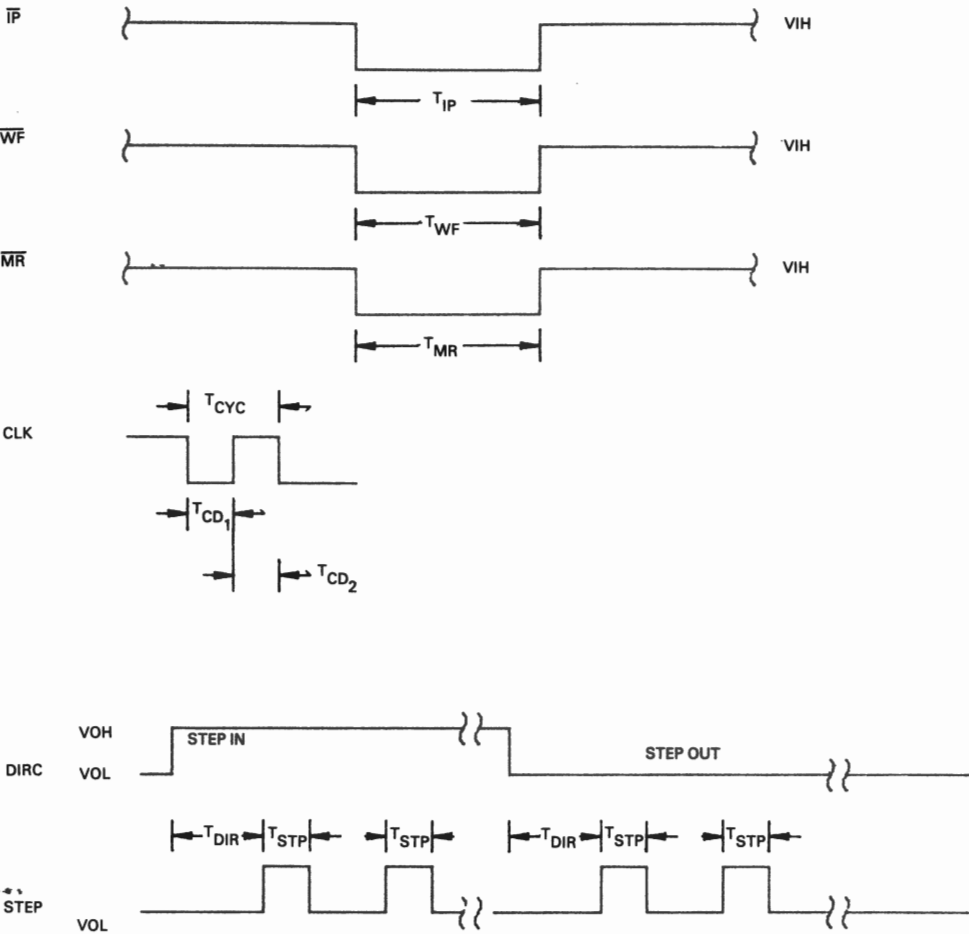 IP VIH
TIP
WF VIH
TWF
MR VIH
TMR
TCYC
CLK
TCD1
TCD2
VOH STEP IN
DIRC VOL STEP OUT
TDIR TSTP TSTP TDIR TSTP TSTP
STEP
VOL